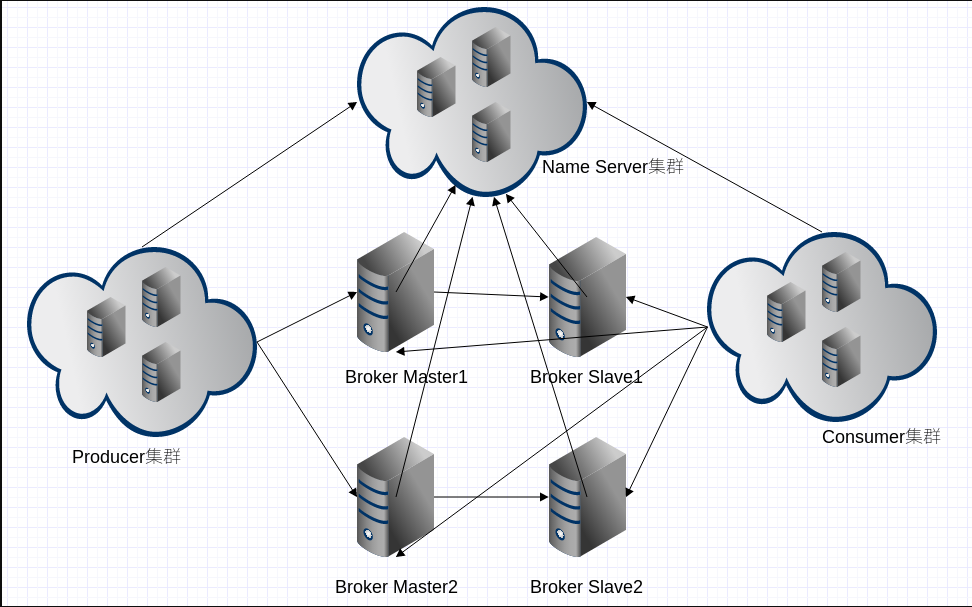 Name Server集群
Broker Master1
Broker Slave1
Producer集群
Consumer集群
Broker Master2
Broker Slave2